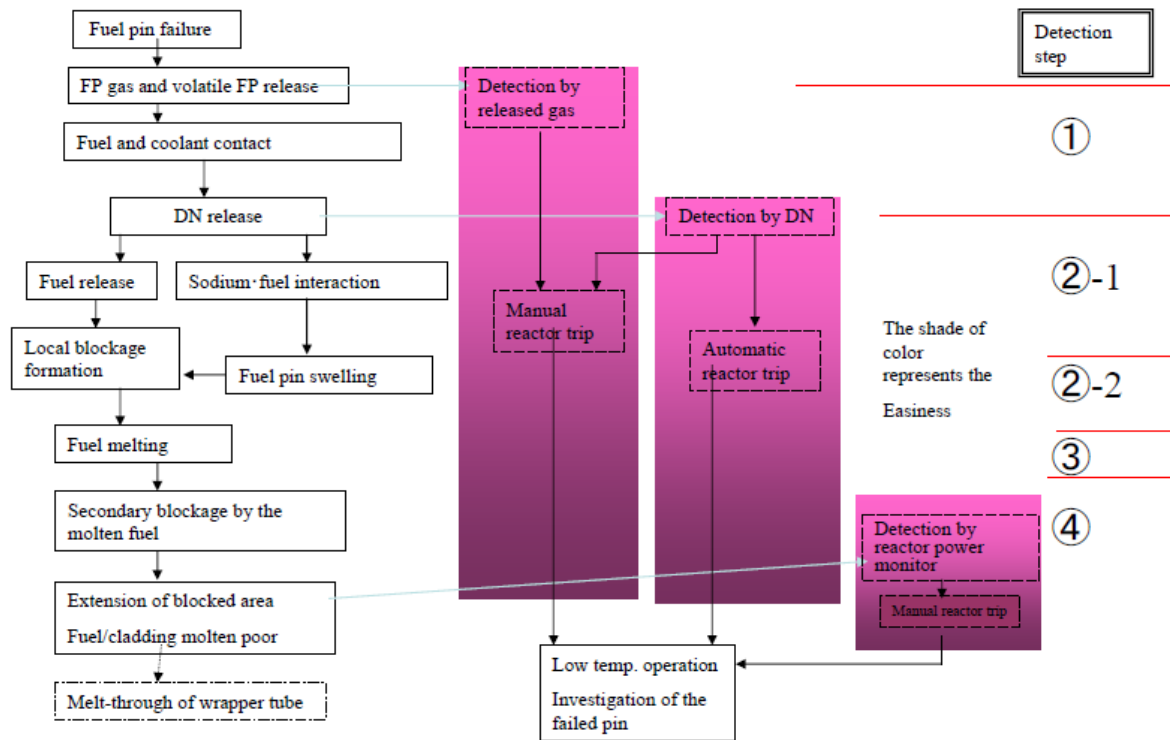 Fuel pin failure
FP gas and volatile FP release
Fuel and coolant contact
DN release
Fuel release
Sodium·fuel interaction
Local blockage
formation
Fuel pin swelling
Fuel melting
Secondary blockage by the
molten fuel
Extension of blocked area
Fuel/cladding molten poor
Melt-through of wrapper tube
Detection by
released gas
Detection by DN
Manual
reactor trip
Automatic
reactor trip
Detection by
reactor power
monitor
Manual reactor trip
Low temp. operation
Investigation of the
failed pin
The shade of
color
represents the
Easiness
Detection
step
①
②-1
②-2
③
④